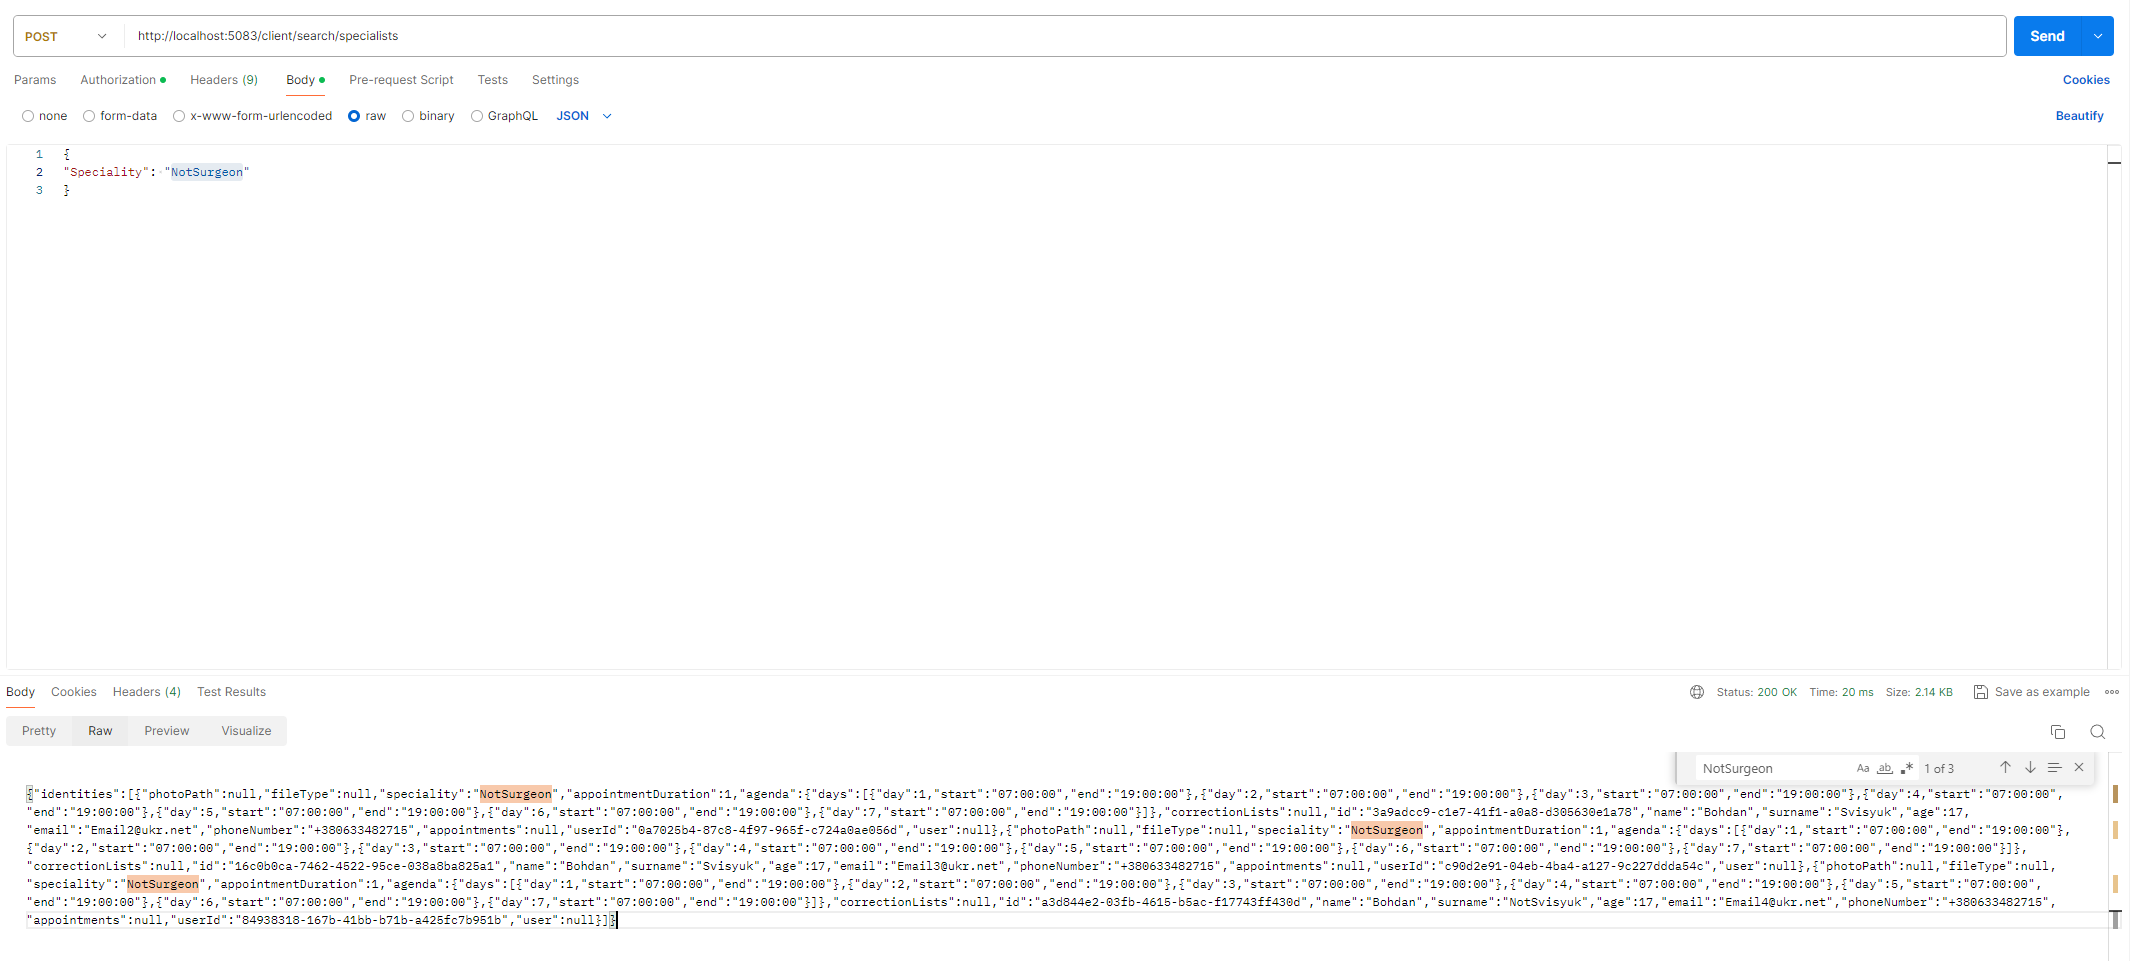 POST http://localhost:5083/client/search/specialists Send
Params Authorization Headers (9) Body Pre-request Script Tests Settings Cookies
none form-data x-www-form-urlencoded raw binary GraphQL JSON Beautify
1 {
2 "Speciality": "NotSurgeon"
3 }
Body Cookies Headers (4) Test Results Status: 200 OK Time: 20 ms Size: 2.14 KB Save as example
Pretty Raw Preview Visualize
NotSurgeon Aa ab .* 1 of 3
{"identities":[{"photoPath":null,"fileType":null,"speciality":"NotSurgeon","appointmentDuration":1,"agenda":{"days":[{"day":1,"start":"07:00:00","end":"19:00:00"},{"day":2,"start":"07:00:00","end":"19:00:00"},{"day":3,"start":"07:00:00","end":"19:00:00"},{"day":4,"start":"07:00:00",
"end":"19:00:00"},{"day":5,"start":"07:00:00","end":"19:00:00"},{"day":6,"start":"07:00:00","end":"19:00:00"},{"day":7,"start":"07:00:00","end":"19:00:00"}]},"correctionLists":null,"id":"3a9adcc9-c1e7-41f1-a0a8-d305630e1a78","name":"Bohdan","surname":"Svisyuk","age":17,
"email":"Email2@ukr.net","phoneNumber":"+380633482715","appointments":null,"userId":"0a7025b4-87c8-4f97-965f-c724a0ae056d","user":null},{"photoPath":null,"fileType":null,"speciality":"NotSurgeon","appointmentDuration":1,"agenda":{"days":[{"day":1,"start":"07:00:00","end":"19:00:00"},
{"day":2,"start":"07:00:00","end":"19:00:00"},{"day":3,"start":"07:00:00","end":"19:00:00"},{"day":4,"start":"07:00:00","end":"19:00:00"},{"day":5,"start":"07:00:00","end":"19:00:00"},{"day":6,"start":"07:00:00","end":"19:00:00"},{"day":7,"start":"07:00:00","end":"19:00:00"}]},
"correctionLists":null,"id":"16c0b0ca-7462-4522-95ce-038a8ba825a1","name":"Bohdan","surname":"Svisyuk","age":17,"email":"Email3@ukr.net","phoneNumber":"+380633482715","appointments":null,"userId":"c90d2e91-04eb-4ba4-a127-9c227ddda54c","user":null},{"photoPath":null,"fileType":null,
"speciality":"NotSurgeon","appointmentDuration":1,"agenda":{"days":[{"day":1,"start":"07:00:00","end":"19:00:00"},{"day":2,"start":"07:00:00","end":"19:00:00"},{"day":3,"start":"07:00:00","end":"19:00:00"},{"day":4,"start":"07:00:00","end":"19:00:00"},{"day":5,"start":"07:00:00",
"end":"19:00:00"},{"day":6,"start":"07:00:00","end":"19:00:00"},{"day":7,"start":"07:00:00","end":"19:00:00"}]},"correctionLists":null,"id":"a3d844e2-03fb-4615-b5ac-f17743ff430d","name":"Bohdan","surname":"NotSvisyuk","age":17,"email":"Email4@ukr.net","phoneNumber":"+380633482715",
"appointments":null,"userId":"84938318-167b-41bb-b71b-a425fc7b951b","user":null}]}